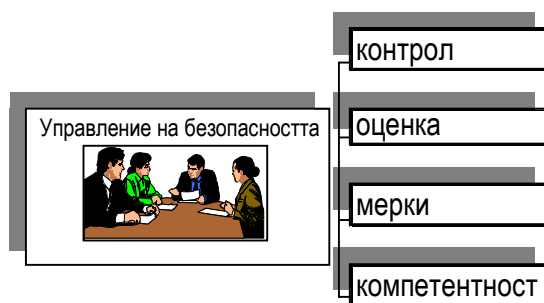 Управление на безопасността
контрол
оценка
мерки
компетентност